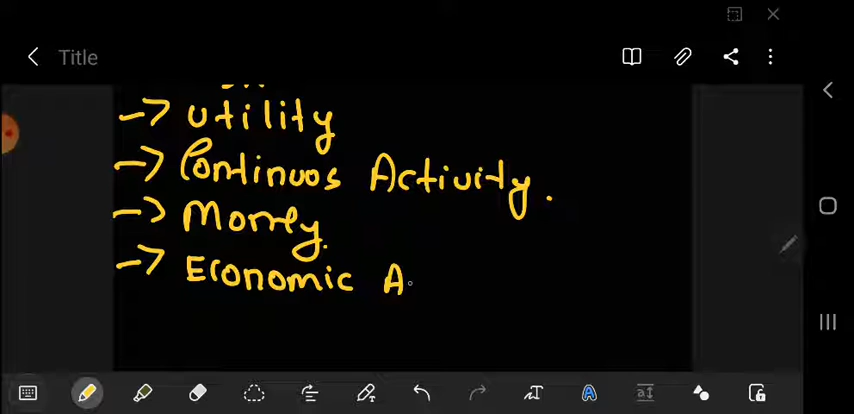 Title
→ Utility
→ Continuos Activity.
→ Money.
→ Economic A